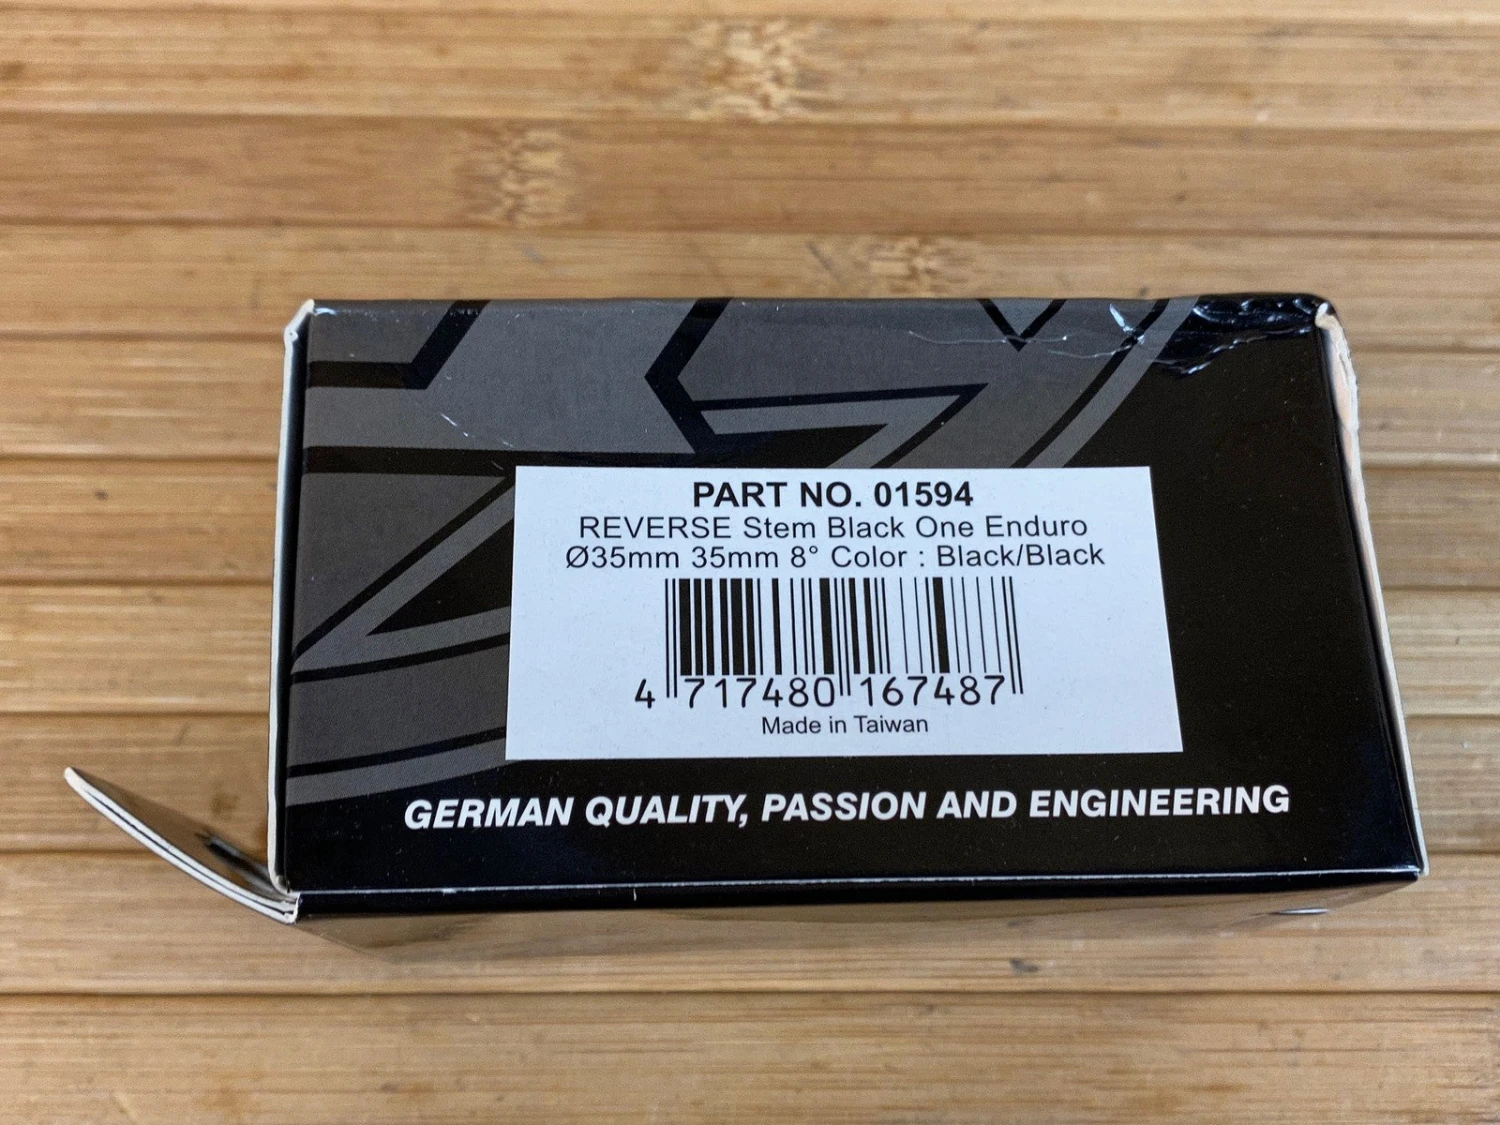 PART NO. 01594
REVERSE Stem Black One Enduro
Ø35mm 35mm 8° Color : Black/Black
4 717480 167487
Made in Taiwan
GERMAN QUALITY, PASSION AND ENGINEERING